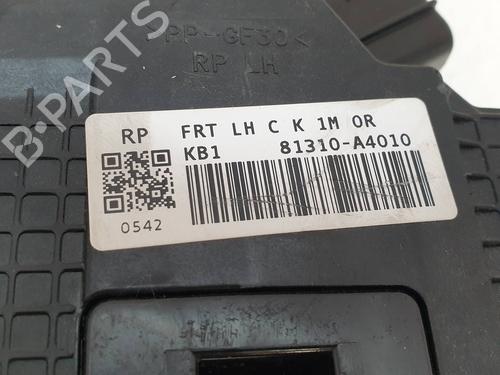 PP-GF30<
RP LH
RP FRT LH C K 1M OR
KB1 81310-A4010
0542
B-PARTS